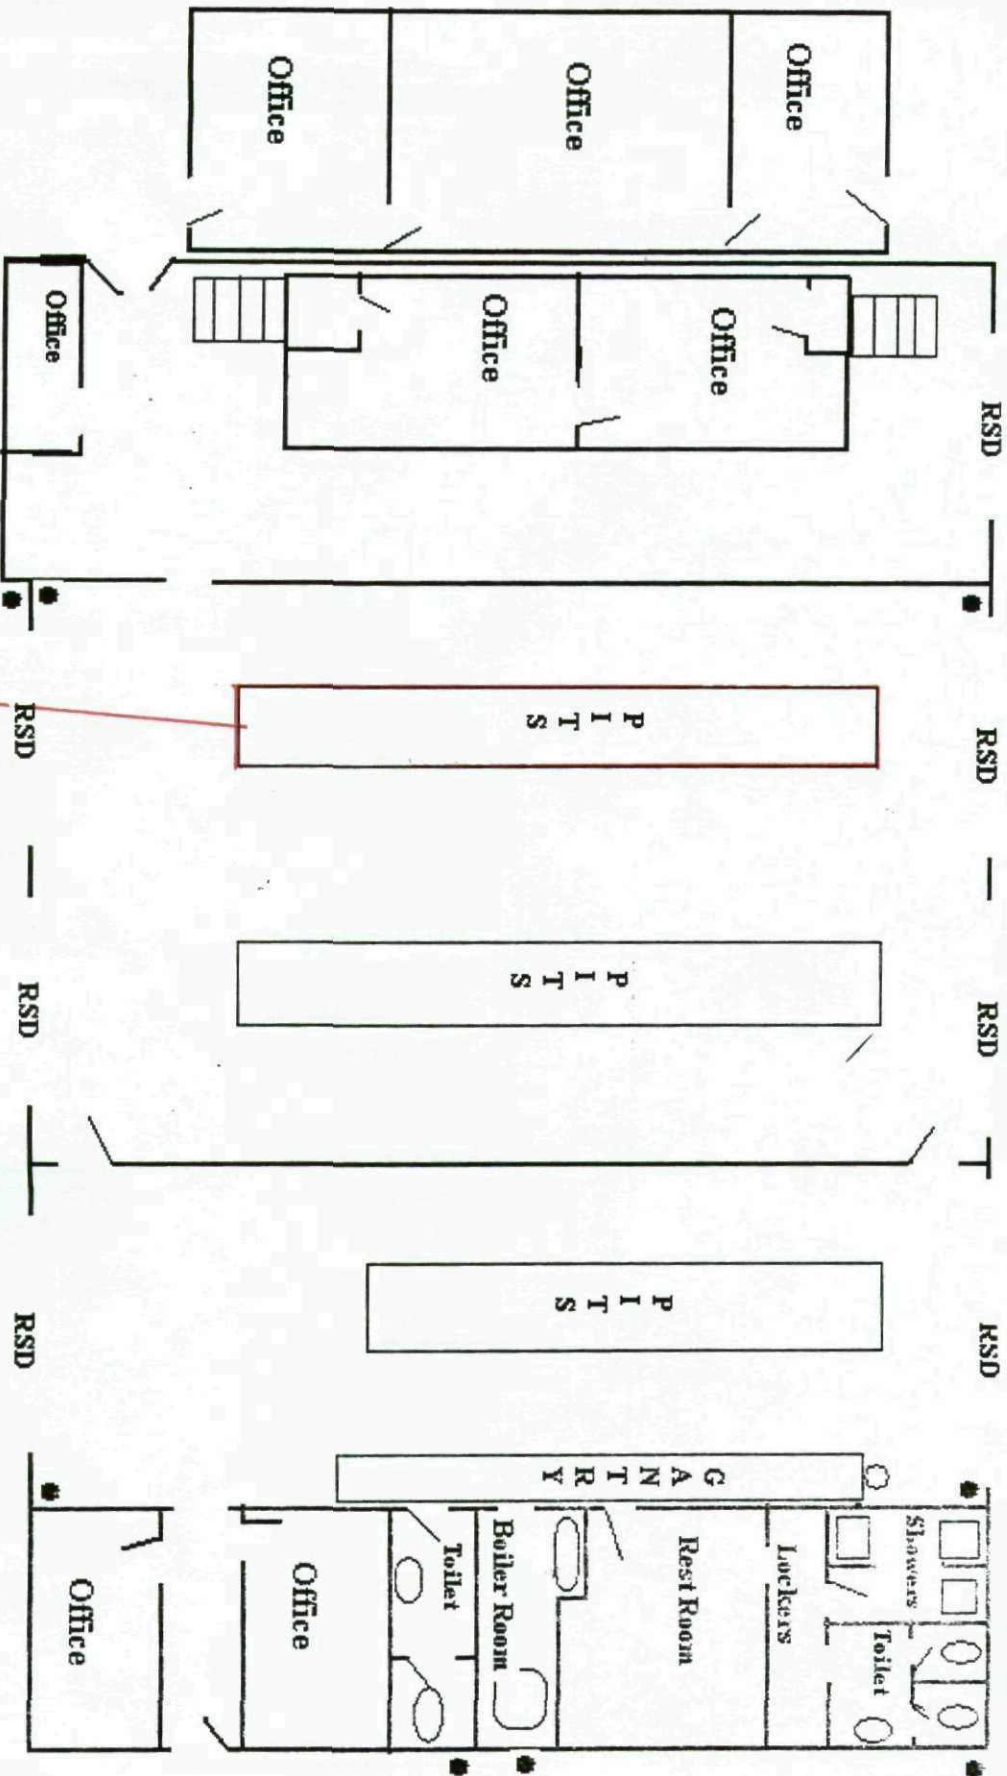 Office
Office
Office
Office
Office
Office
RSD
RSD
PITS
RSD
RSD
PITS
RSD
RSD
PITS
RSD
GANTRY
Office
Office
Toilet
Boiler Room
Rest Room
Lockers
Showers
Toilet